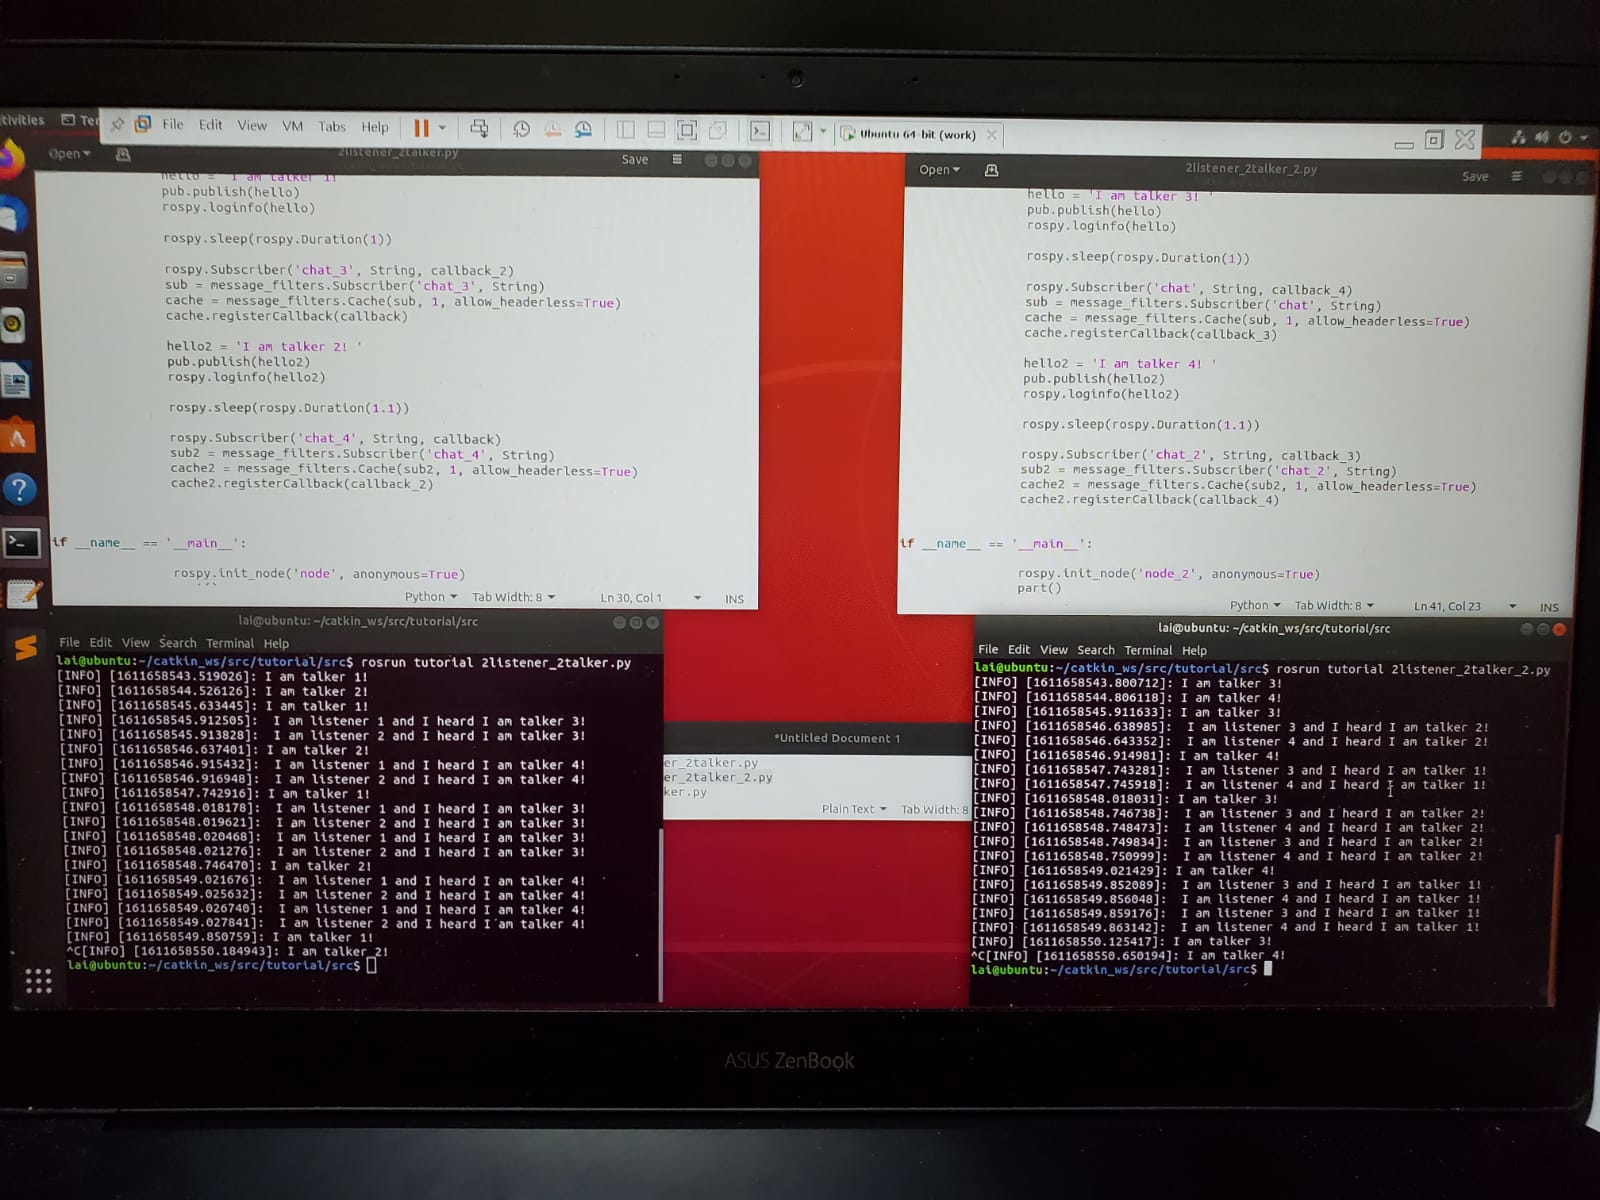 tivities
Ter
File Edit View VM Tabs Help
Ubuntu 64-bit (work)
Open
2listener_2talker.py
Save
hello = 'I am talker 1!
pub.publish(hello)
rospy.loginfo(hello)
rospy.sleep(rospy.Duration(1))
rospy.Subscriber('chat_3', String, callback_2)
sub = message_filters.Subscriber('chat_3', String)
cache = message_filters.Cache(sub, 1, allow_headerless=True)
cache.registerCallback(callback)
hello2 = 'I am talker 2! '
pub.publish(hello2)
rospy.loginfo(hello2)
rospy.sleep(rospy.Duration(1.1))
rospy.Subscriber('chat_4', String, callback)
sub2 = message_filters.Subscriber('chat_4', String)
cache2 = message_filters.Cache(sub2, 1, allow_headerless=True)
cache2.registerCallback(callback_2)
if __name__ == '__main__':
rospy.init_node('node', anonymous=True)
Python Tab Width: 8 Ln 30, Col 1 INS
Open
2listener_2talker_2.py
Save
hello = 'I am talker 3! '
pub.publish(hello)
rospy.loginfo(hello)
rospy.sleep(rospy.Duration(1))
rospy.Subscriber('chat', String, callback_4)
sub = message_filters.Subscriber('chat', String)
cache = message_filters.Cache(sub, 1, allow_headerless=True)
cache.registerCallback(callback_3)
hello2 = 'I am talker 4! '
pub.publish(hello2)
rospy.loginfo(hello2)
rospy.sleep(rospy.Duration(1.1))
rospy.Subscriber('chat_2', String, callback_3)
sub2 = message_filters.Subscriber('chat_2', String)
cache2 = message_filters.Cache(sub2, 1, allow_headerless=True)
cache2.registerCallback(callback_4)
if __name__ == '__main__':
rospy.init_node('node_2', anonymous=True)
part()
Python Tab Width: 8 Ln 41, Col 23 INS
lai@ubuntu: ~/catkin_ws/src/tutorial/src
File Edit View Search Terminal Help
lai@ubuntu:~/catkin_ws/src/tutorial/src$ rosrun tutorial 2listener_2talker.py
[INFO] [1611658543.519026]: I am talker 1!
[INFO] [1611658544.526126]: I am talker 2!
[INFO] [1611658545.633445]: I am talker 1!
[INFO] [1611658545.912505]: I am listener 1 and I heard I am talker 3!
[INFO] [1611658545.913828]: I am listener 2 and I heard I am talker 3!
[INFO] [1611658546.637401]: I am talker 2!
[INFO] [1611658546.915432]: I am listener 1 and I heard I am talker 4!
[INFO] [1611658546.916948]: I am listener 2 and I heard I am talker 4!
[INFO] [1611658547.742916]: I am talker 1!
[INFO] [1611658548.018178]: I am listener 1 and I heard I am talker 3!
[INFO] [1611658548.019621]: I am listener 2 and I heard I am talker 3!
[INFO] [1611658548.020468]: I am listener 1 and I heard I am talker 3!
[INFO] [1611658548.021276]: I am listener 2 and I heard I am talker 3!
[INFO] [1611658548.746470]: I am talker 2!
[INFO] [1611658549.021676]: I am listener 1 and I heard I am talker 4!
[INFO] [1611658549.025632]: I am listener 2 and I heard I am talker 4!
[INFO] [1611658549.026740]: I am listener 1 and I heard I am talker 4!
[INFO] [1611658549.027841]: I am listener 2 and I heard I am talker 4!
[INFO] [1611658549.850759]: I am talker 1!
^C[INFO] [1611658550.184943]: I am talker 2!
lai@ubuntu:~/catkin_ws/src/tutorial/src$
*Untitled Document 1
er_2talker.py
er_2talker_2.py
ker.py
Plain Text Tab Width: 8
lai@ubuntu: ~/catkin_ws/src/tutorial/src
File Edit View Search Terminal Help
lai@ubuntu:~/catkin_ws/src/tutorial/src$ rosrun tutorial 2listener_2talker_2.py
[INFO] [1611658543.800712]: I am talker 3!
[INFO] [1611658544.806118]: I am talker 4!
[INFO] [1611658545.911633]: I am talker 3!
[INFO] [1611658546.638985]: I am listener 3 and I heard I am talker 2!
[INFO] [1611658546.643352]: I am listener 4 and I heard I am talker 2!
[INFO] [1611658546.914981]: I am talker 4!
[INFO] [1611658547.743281]: I am listener 3 and I heard I am talker 1!
[INFO] [1611658547.745918]: I am listener 4 and I heard I am talker 1!
[INFO] [1611658548.018031]: I am talker 3!
[INFO] [1611658548.746738]: I am listener 3 and I heard I am talker 2!
[INFO] [1611658548.748473]: I am listener 4 and I heard I am talker 2!
[INFO] [1611658548.749834]: I am listener 3 and I heard I am talker 2!
[INFO] [1611658548.750999]: I am listener 4 and I heard I am talker 2!
[INFO] [1611658549.021429]: I am talker 4!
[INFO] [1611658549.852089]: I am listener 3 and I heard I am talker 1!
[INFO] [1611658549.856048]: I am listener 4 and I heard I am talker 1!
[INFO] [1611658549.859176]: I am listener 3 and I heard I am talker 1!
[INFO] [1611658549.863142]: I am listener 4 and I heard I am talker 1!
[INFO] [1611658550.125417]: I am talker 3!
^C[INFO] [1611658550.650194]: I am talker 4!
lai@ubuntu:~/catkin_ws/src/tutorial/src$
ASUS ZenBook